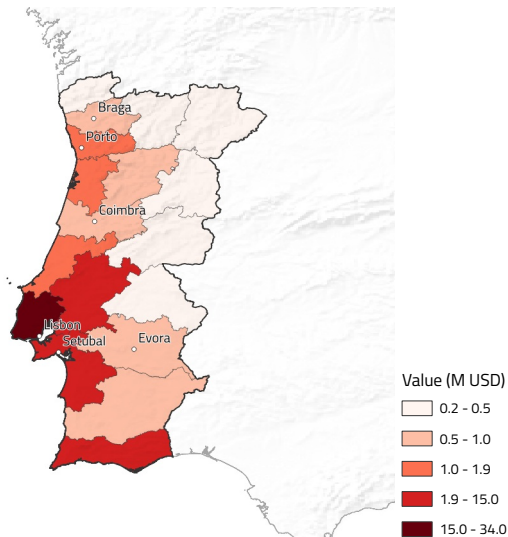 Braga
Porto
Coimbra
Lisbon
Setubal
Evora
Value (M USD)
0.2 - 0.5
0.5 - 1.0
1.0 - 1.9
1.9 - 15.0
15.0 - 34.0